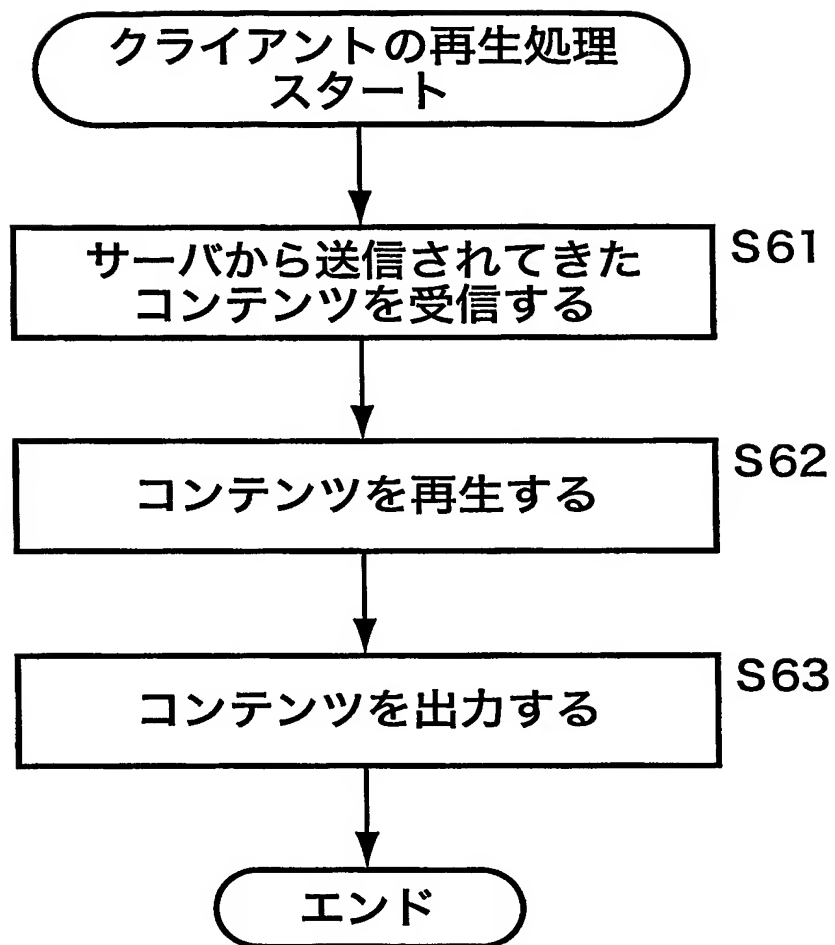 クライアントの再生処理
スタート
サーバから送信されてきた
コンテンツを受信する
S61
コンテンツを再生する
S62
コンテンツを出力する
S63
エンド